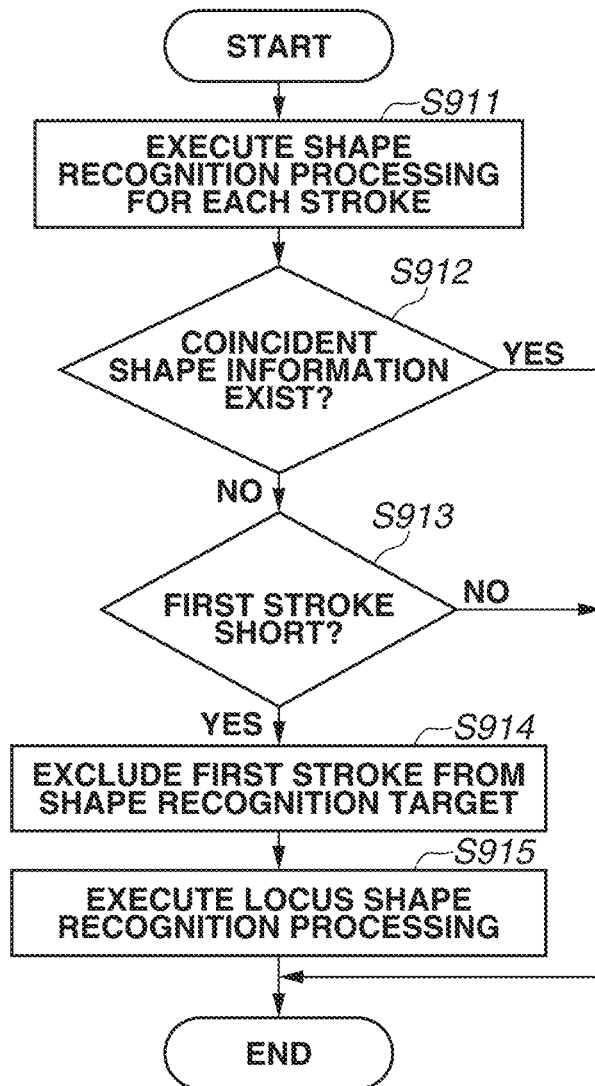 START
S911
EXECUTE SHAPE
RECOGNITION PROCESSING
FOR EACH STROKE
S912
COINCIDENT
SHAPE INFORMATION
EXIST?
YES
NO
S913
FIRST STROKE
SHORT?
NO
YES
S914
EXCLUDE FIRST STROKE FROM
SHAPE RECOGNITION TARGET
S915
EXECUTE LOCUS SHAPE
RECOGNITION PROCESSING
END